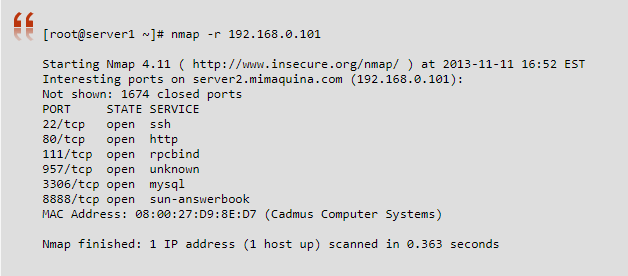 [root@server1 ~]# nmap -r 192.168.0.101
Starting Nmap 4.11 ( http://www.insecure.org/nmap/ ) at 2013-11-11 16:52 EST
Interesting ports on server2.mimaquina.com (192.168.0.101):
Not shown: 1674 closed ports
PORT     STATE SERVICE
22/tcp   open  ssh
80/tcp   open  http
111/tcp  open  rpcbind
957/tcp  open  unknown
3306/tcp open  mysql
8888/tcp open  sun-answerbook
MAC Address: 08:00:27:D9:8E:D7 (Cadmus Computer Systems)
Nmap finished: 1 IP address (1 host up) scanned in 0.363 seconds